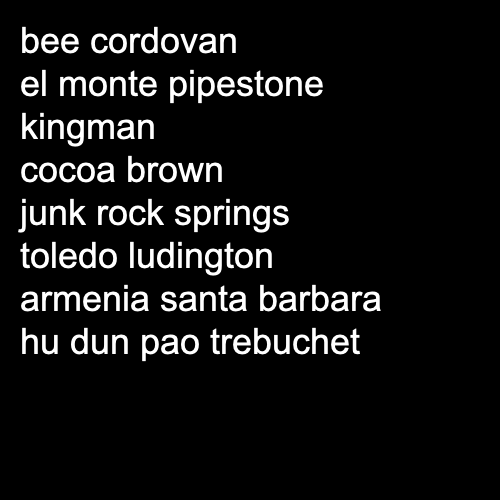 bee cordovan
el monte pipestone
kingman
cocoa brown
junk rock springs
toledo ludington
armenia santa barbara
hu dun pao trebuchet